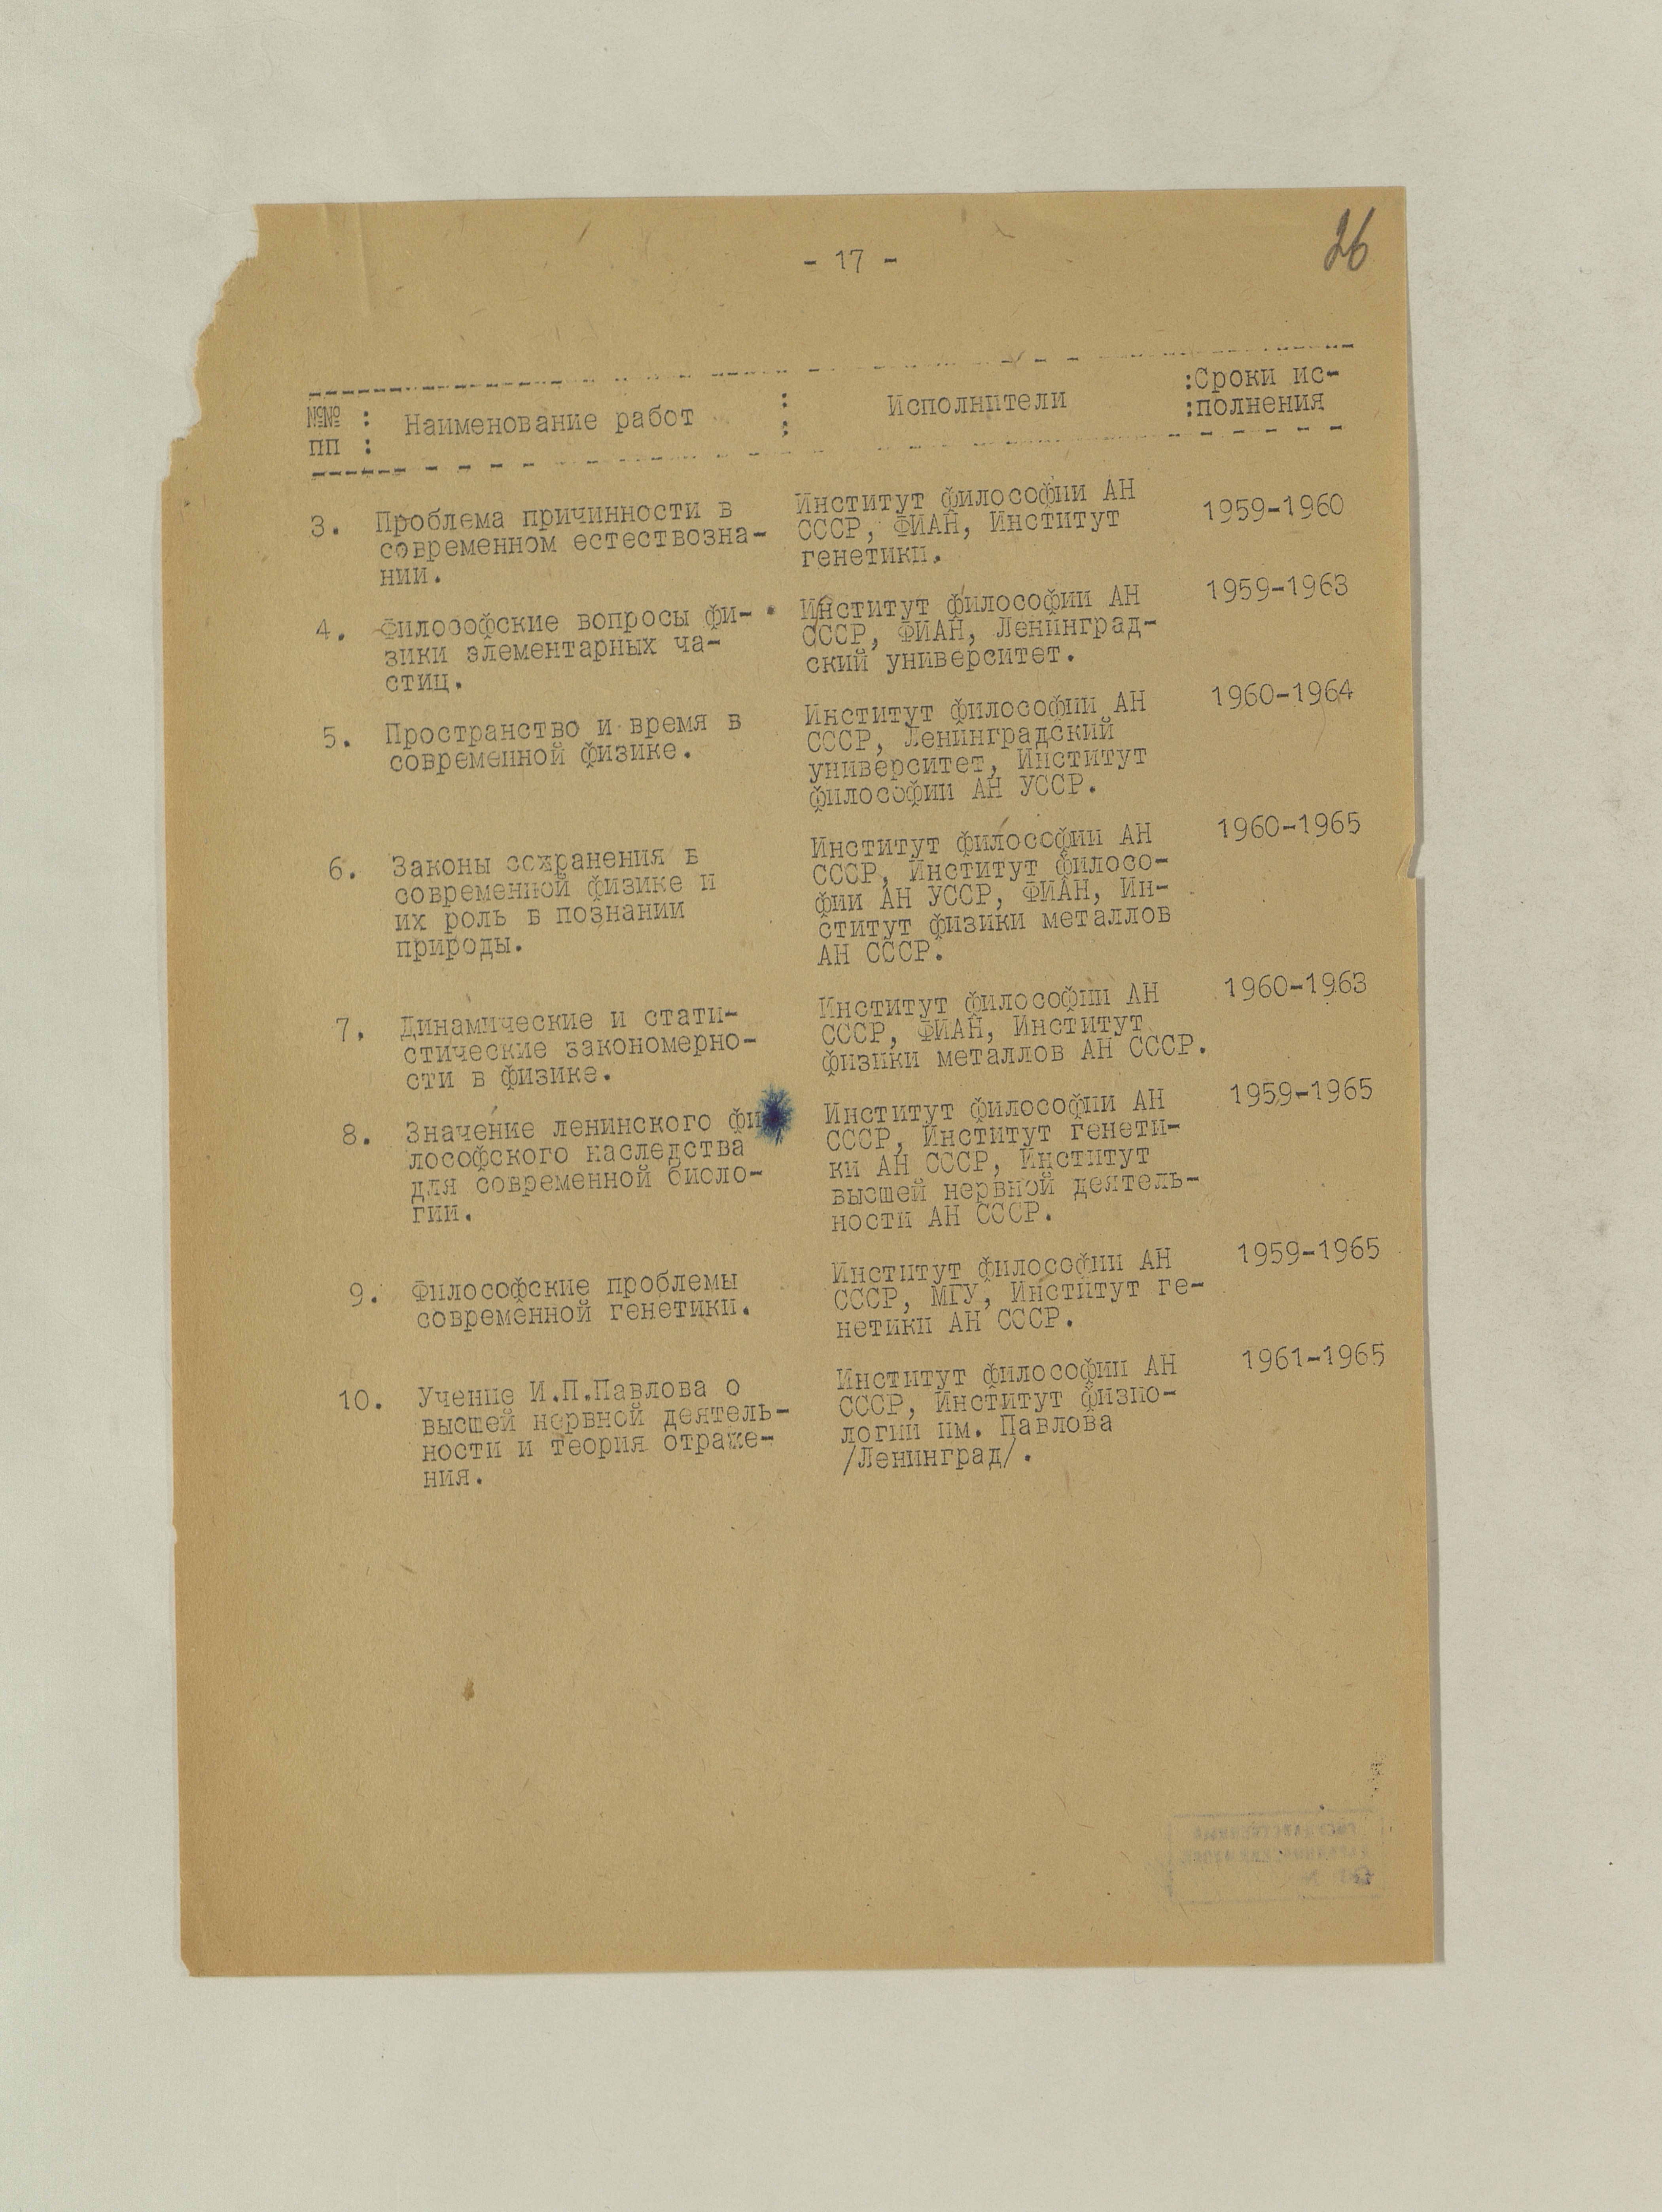 26
- 17 -
№№ : Наименование работ : Исполнители :Сроки ис-
пп : : :полнения
3. Проблема причинности в современном естествозна-
нии.
Институт философии АН
СССР, ФИАН, Институт
генетики.
1959-1960
4. Философские вопросы фи-
зики элементарных ча-
стиц.
Институт философии АН
СССР, ФИАН, Ленинград-
ский университет.
1959-1963
5. Пространство и время в
современной физике.
Институт философии АН
СССР, Ленинградский
университет, Институт
философии АН УССР.
1960-1964
6. Законы сохранения в
современной физике и
их роль в познании
природы.
Институт философии АН
СССР, Институт филосо-
фии АН УССР, ФИАН, Ин-
ститут физики металлов
АН СССР.
1960-1965
7. Динамические и стати-
стические закономерно-
сти в физике.
Институт философии АН
СССР, ФИАН, Институт
физики металлов АН СССР.
1960-1963
8. Значение ленинского фи
лософского наследства
для современной биоло-
гии.
Институт философии АН
СССР, Институт генети-
ки АН СССР, Институт
высшей нервной деятель-
ности АН СССР.
1959-1965
9. Философские проблемы
современной генетики.
Институт философии АН
СССР, МГУ, Институт ге-
нетики АН СССР.
1959-1965
10. Учение И.П.Павлова о
высшей нервной деятель-
ности и теория отраже-
ния.
Институт философии АН
СССР, Институт физио-
логии им. Павлова
/Ленинград/.
1961-1965